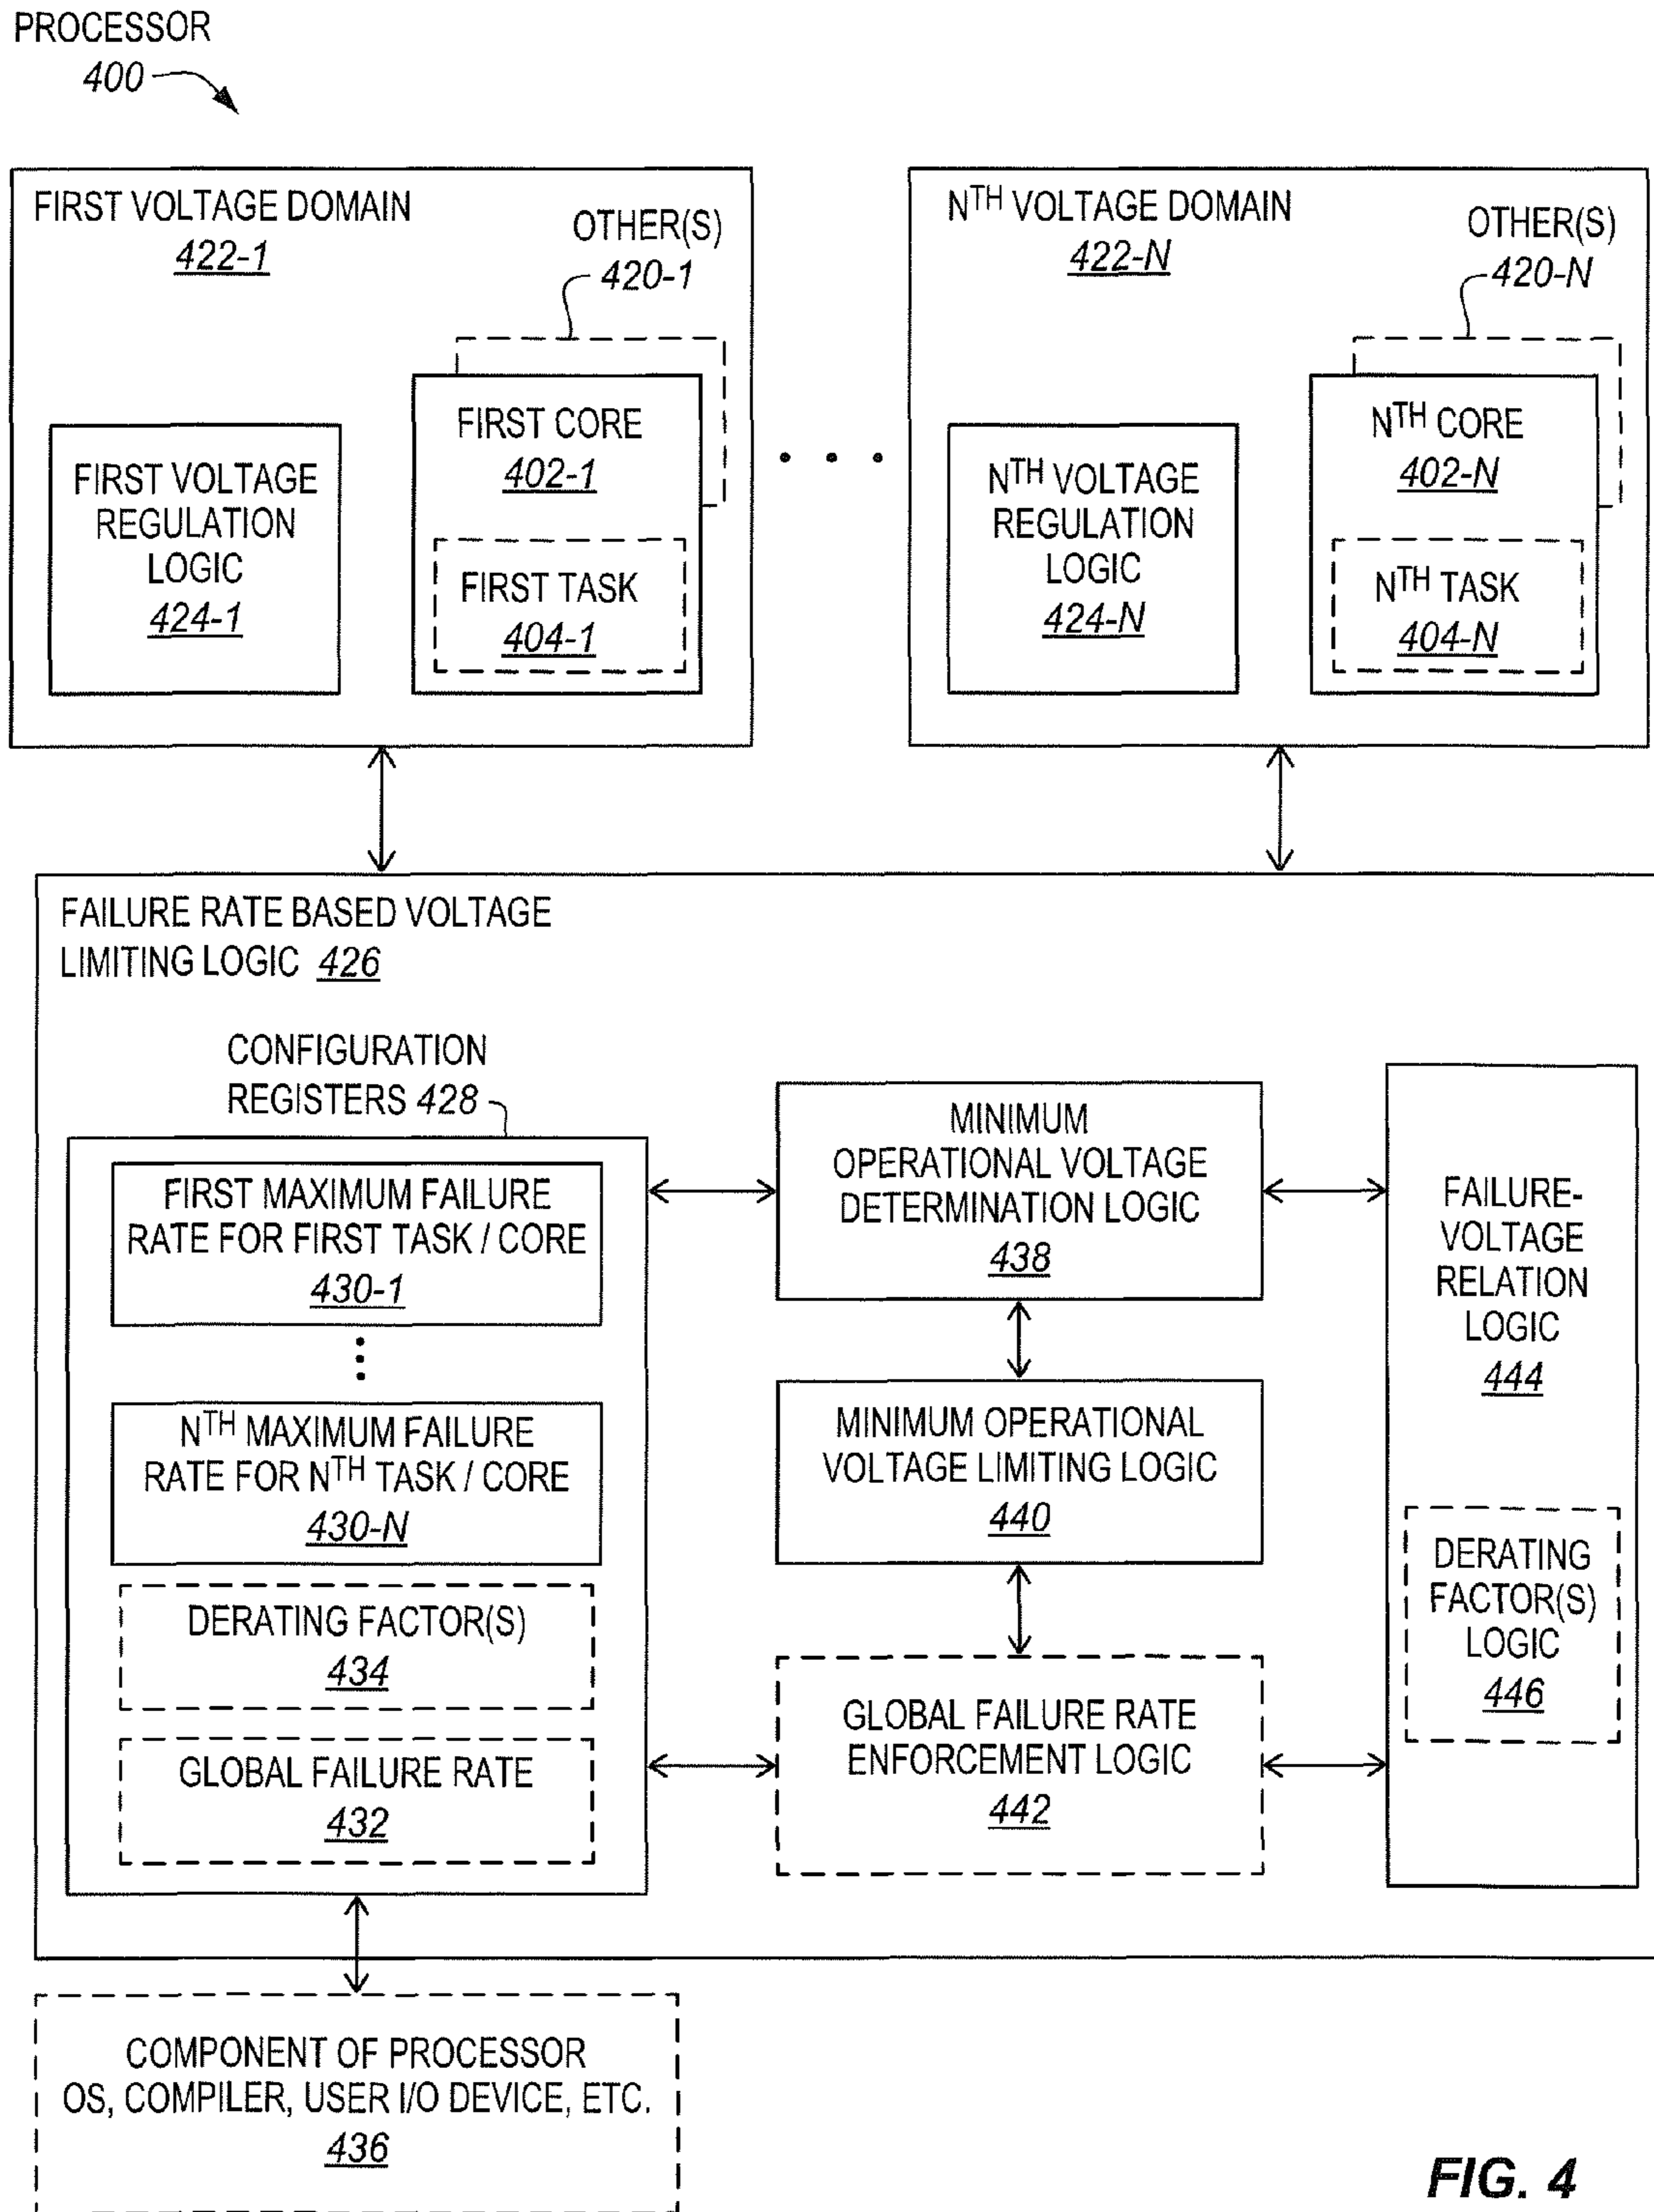 PROCESSOR
400
FIRST VOLTAGE DOMAIN
422-1
OTHER(S)
420-1
FIRST VOLTAGE
REGULATION
LOGIC
424-1
FIRST CORE
402-1
FIRST TASK
404-1
• • •
NTH VOLTAGE DOMAIN
422-N
OTHER(S)
420-N
NTH VOLTAGE
REGULATION
LOGIC
424-N
NTH CORE
402-N
NTH TASK
404-N
FAILURE RATE BASED VOLTAGE
LIMITING LOGIC 426
CONFIGURATION
REGISTERS 428
FIRST MAXIMUM FAILURE
RATE FOR FIRST TASK / CORE
430-1
NTH MAXIMUM FAILURE
RATE FOR NTH TASK / CORE
430-N
DERATING FACTOR(S)
434
GLOBAL FAILURE RATE
432
MINIMUM
OPERATIONAL VOLTAGE
DETERMINATION LOGIC
438
MINIMUM OPERATIONAL
VOLTAGE LIMITING LOGIC
440
GLOBAL FAILURE RATE
ENFORCEMENT LOGIC
442
FAILURE-
VOLTAGE
RELATION
LOGIC
444
DERATING
FACTOR(S)
LOGIC
446
COMPONENT OF PROCESSOR
OS, COMPILER, USER I/O DEVICE, ETC.
436
FIG. 4